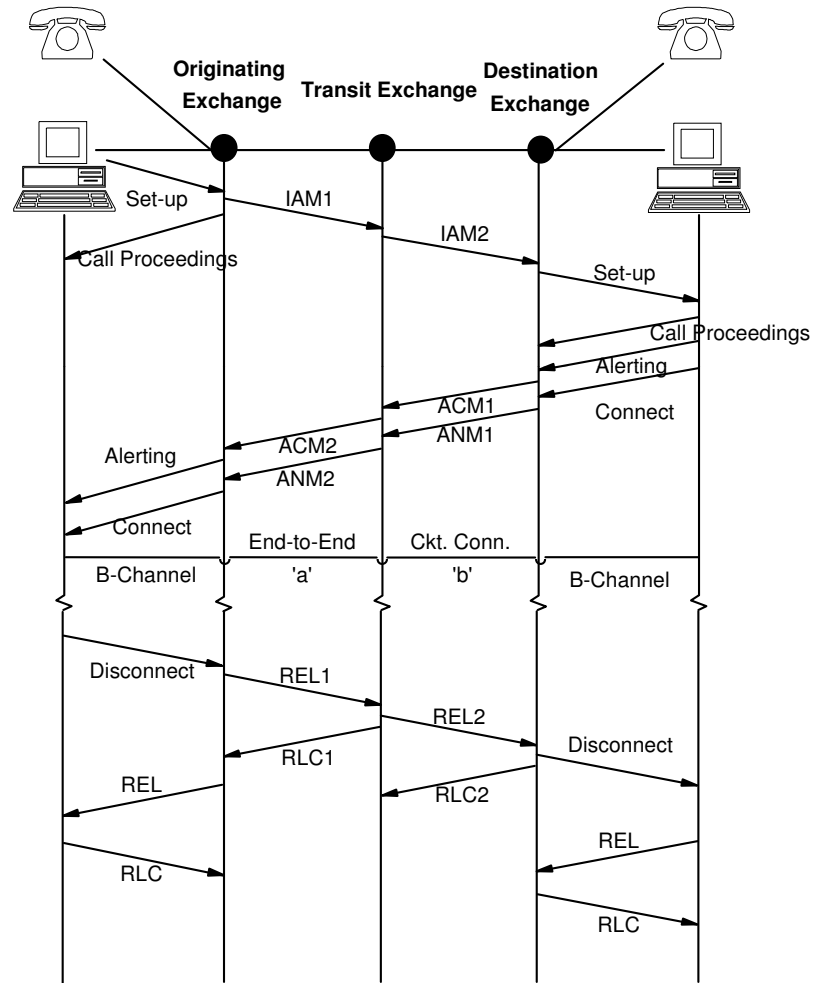 Originating
Exchange
Transit Exchange
Destination
Exchange
Set-up
IAM1
IAM2
Call Proceedings
Set-up
Call Proceedings
Alerting
ACM1
Connect
ANM1
ACM2
Alerting
ANM2
Connect
End-to-End
Ckt. Conn.
B-Channel
'a'
'b'
B-Channel
Disconnect
REL1
REL2
Disconnect
RLC1
REL
RLC2
REL
RLC
RLC